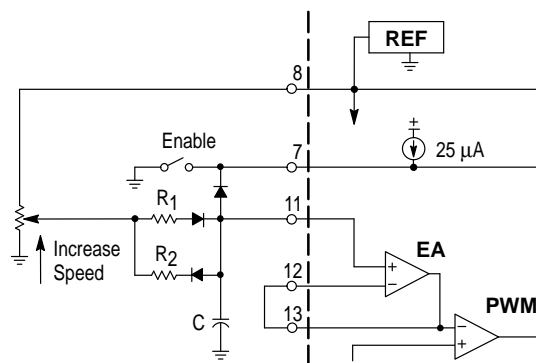 REF
8
Enable
7
25 µA
R1
11
Increase
Speed
R2
12
EA
13
PWM
C
+
−
−
+
+